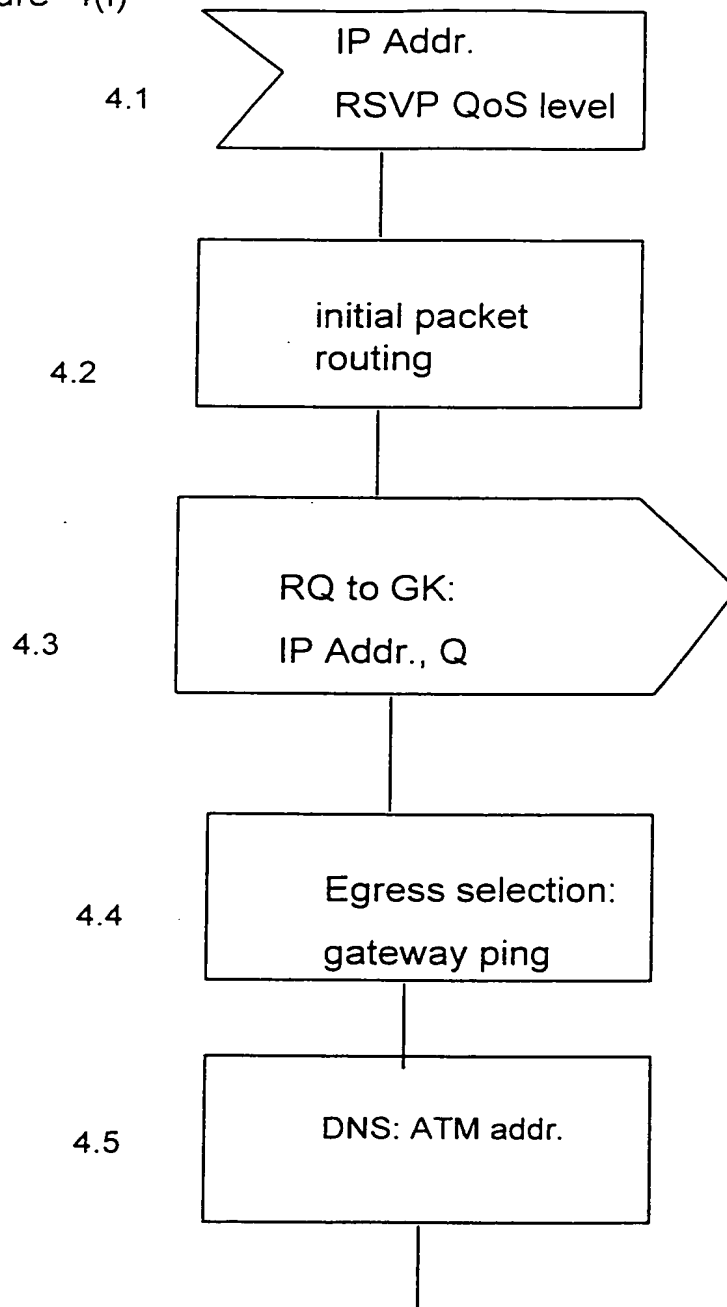 4.1
IP Addr.
RSVP QoS level
4.2
initial packet
routing
4.3
RQ to GK:
IP Addr., Q
4.4
Egress selection:
gateway ping
4.5
DNS: ATM addr.